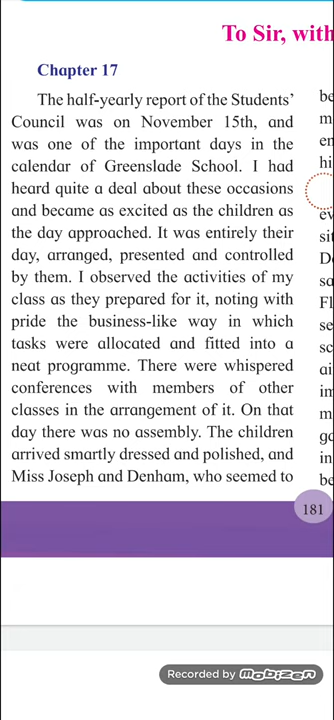 To Sir, with
Chapter 17
The half-yearly report of the Students’
Council was on November 15th, and
was one of the important days in the
calendar of Greenslade School. I had
heard quite a deal about these occasions
and became as excited as the children as
the day approached. It was entirely their
day, arranged, presented and controlled
by them. I observed the activities of my
class as they prepared for it, noting with
pride the business-like way in which
tasks were allocated and fitted into a
neat programme. There were whispered
conferences with members of other
classes in the arrangement of it. On that
day there was no assembly. The children
arrived smartly dressed and polished, and
Miss Joseph and Denham, who seemed to
181
Recorded by mobizen